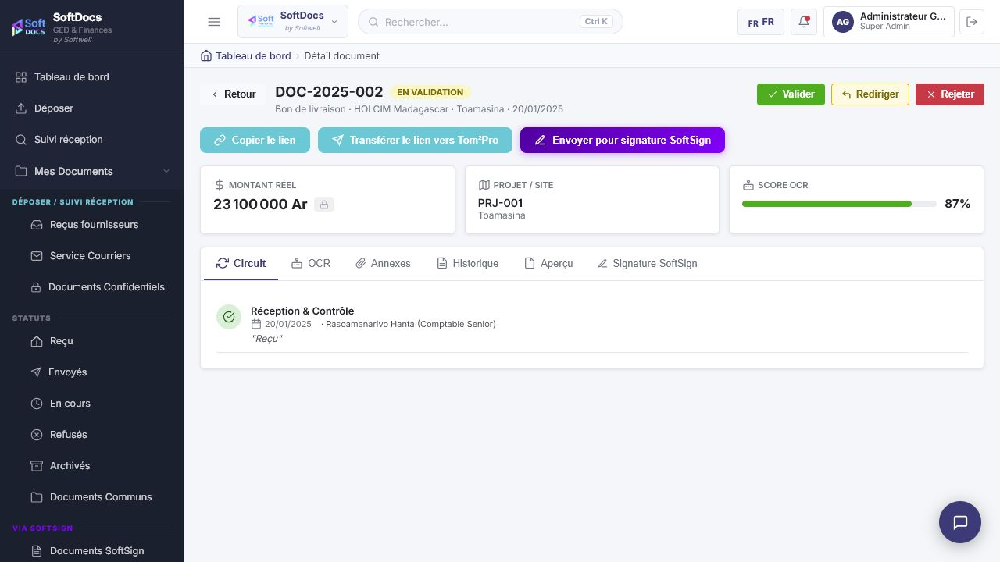 Soft
DOCS
SoftDocs
GED & Finances
by Softwell
Tableau de bord
Déposer
Suivi réception
Mes Documents
DÉPOSER / SUIVI RÉCEPTION
Reçus fournisseurs
Service Courriers
Documents Confidentiels
STATUTS
Reçu
Envoyés
En cours
Refusés
Archivés
Documents Communs
VIA SOFTSIGN
Documents SoftSign
Soft
DOCS
SoftDocs
by Softwell
Rechercher...
Ctrl K
FR FR
AG
Administrateur G...
Super Admin
Tableau de bord › Détail document
Retour
DOC-2025-002
EN VALIDATION
Bon de livraison · HOLCIM Madagascar · Toamasina · 20/01/2025
Valider
Rediriger
Rejeter
Copier le lien
Transférer le lien vers Tom²Pro
Envoyer pour signature SoftSign
MONTANT RÉEL
23 100 000 Ar
PROJET / SITE
PRJ-001
Toamasina
SCORE OCR
87%
Circuit
OCR
Annexes
Historique
Aperçu
Signature SoftSign
Réception & Contrôle
20/01/2025 · Rasoamanarivo Hanta (Comptable Senior)
"Reçu"